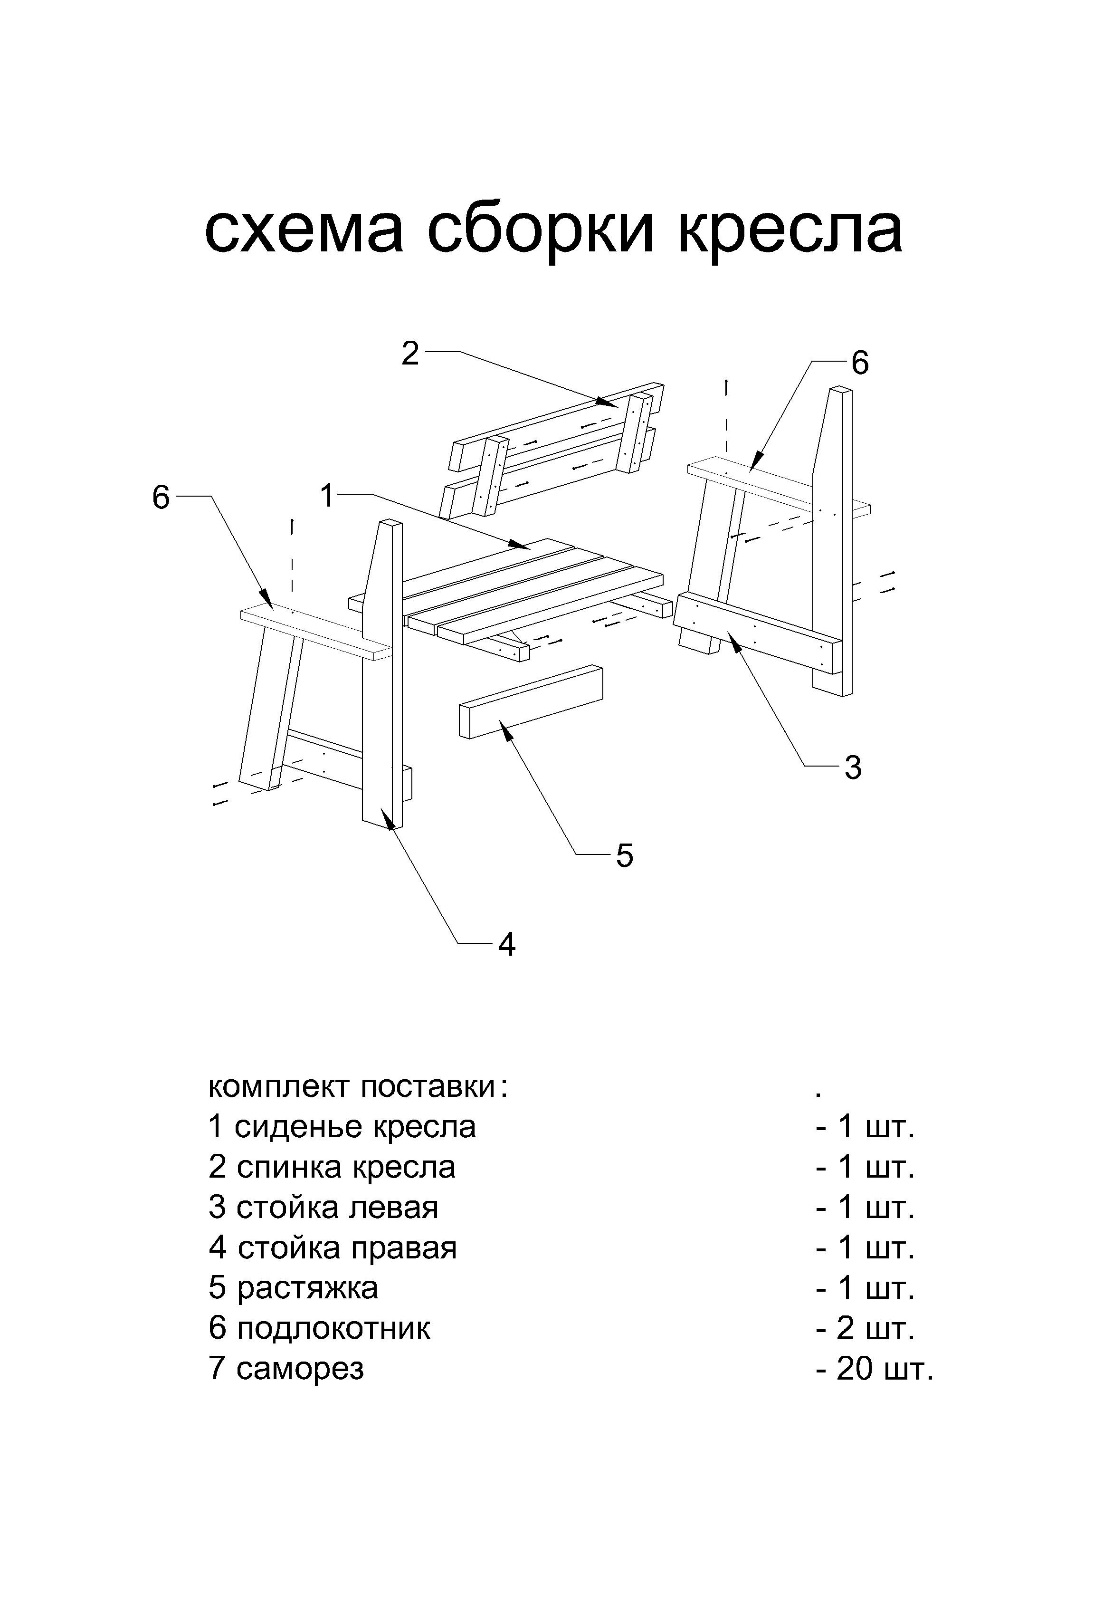 схема сборки кресла
2
6
6
1
3
5
4
комплект поставки: .
1 сиденье кресла - 1 шт.
2 спинка кресла - 1 шт.
3 стойка левая - 1 шт.
4 стойка правая - 1 шт.
5 растяжка - 1 шт.
6 подлокотник - 2 шт.
7 саморез - 20 шт.